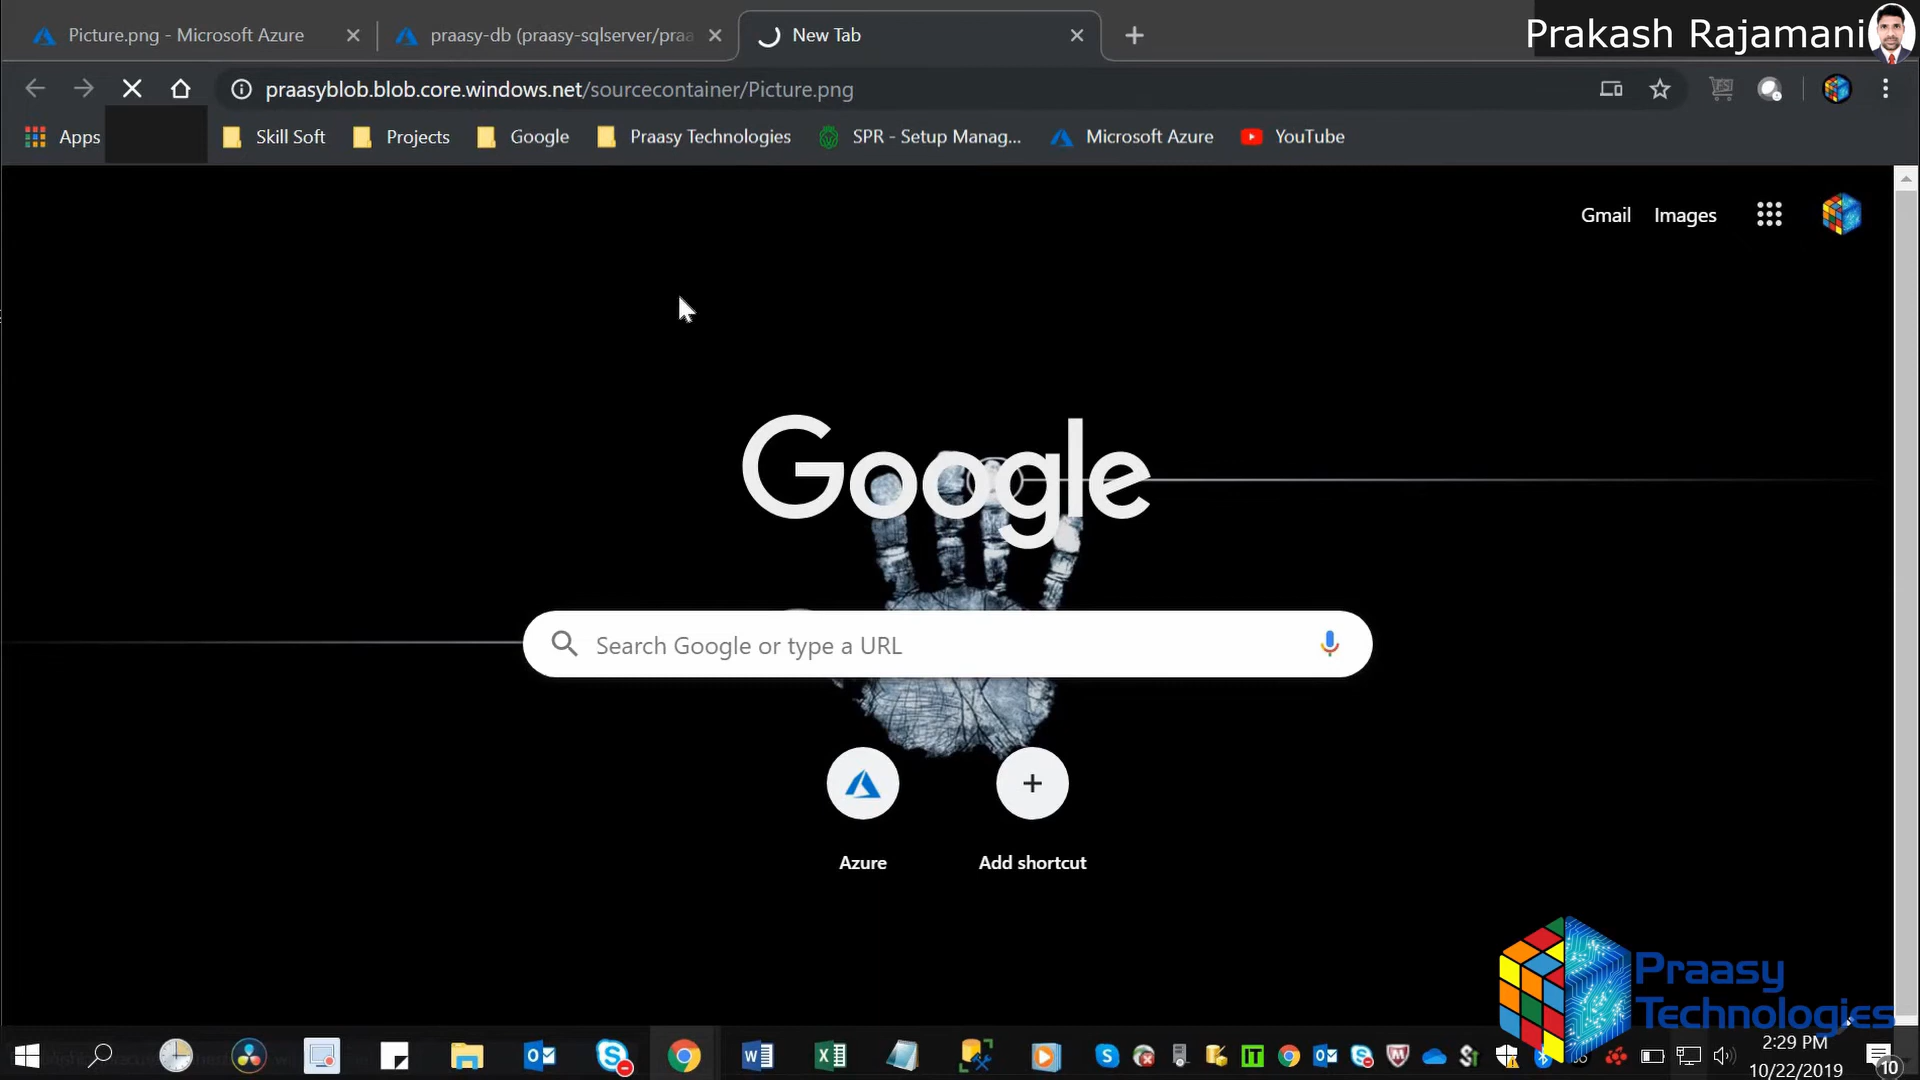 Picture.png - Microsoft Azure
praasy-db (praasy-sqlserver/praa
New Tab
Prakash Rajamani
praasyblob.blob.core.windows.net/sourcecontainer/Picture.png
Apps
Skill Soft
Projects
Google
Praasy Technologies
SPR - Setup Manag...
Microsoft Azure
YouTube
Gmail
Images
Google
Search Google or type a URL
Azure
Add shortcut
Praasy
Technologies
2:29 PM
10/22/2019
10